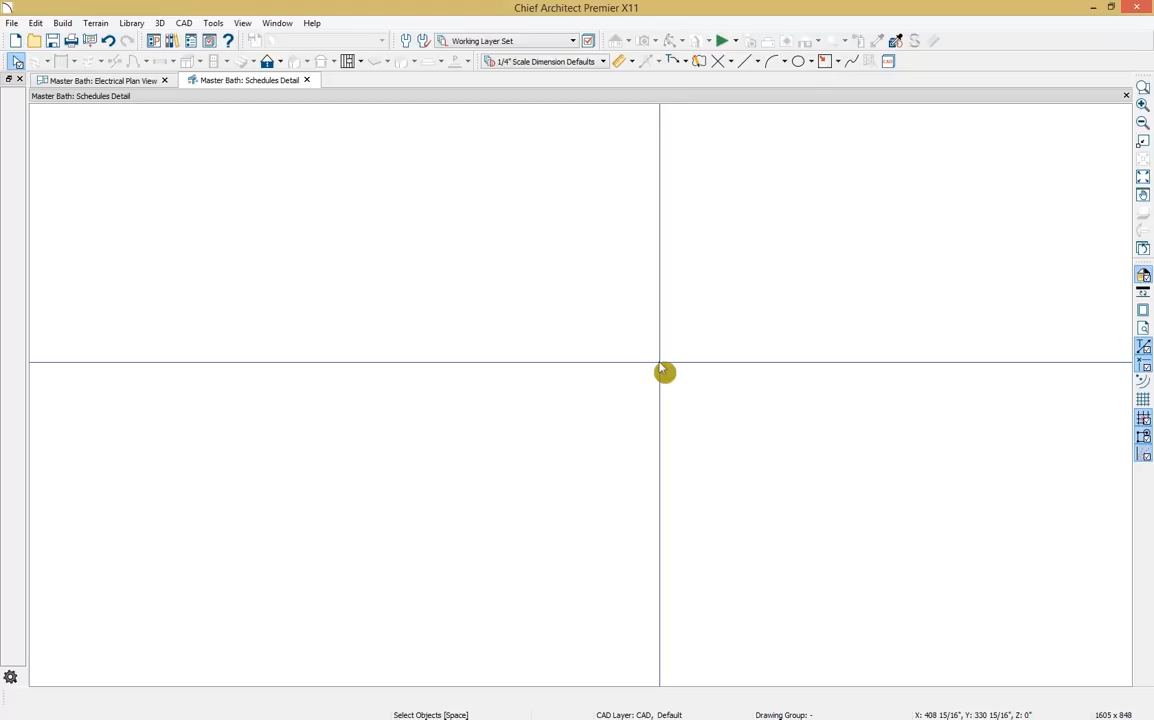 Chief Architect Premier X11
File Edit Build Terrain Library 3D CAD Tools View Window Help
Working Layer Set
1/4" Scale Dimension Defaults
Master Bath: Electrical Plan View Master Bath: Schedules Detail
Master Bath: Schedules Detail
Select Objects [Space] CAD Layer: CAD, Default Drawing Group: - X: 408 15/16", Y: 330 15/16", Z: 0" 1605 x 848